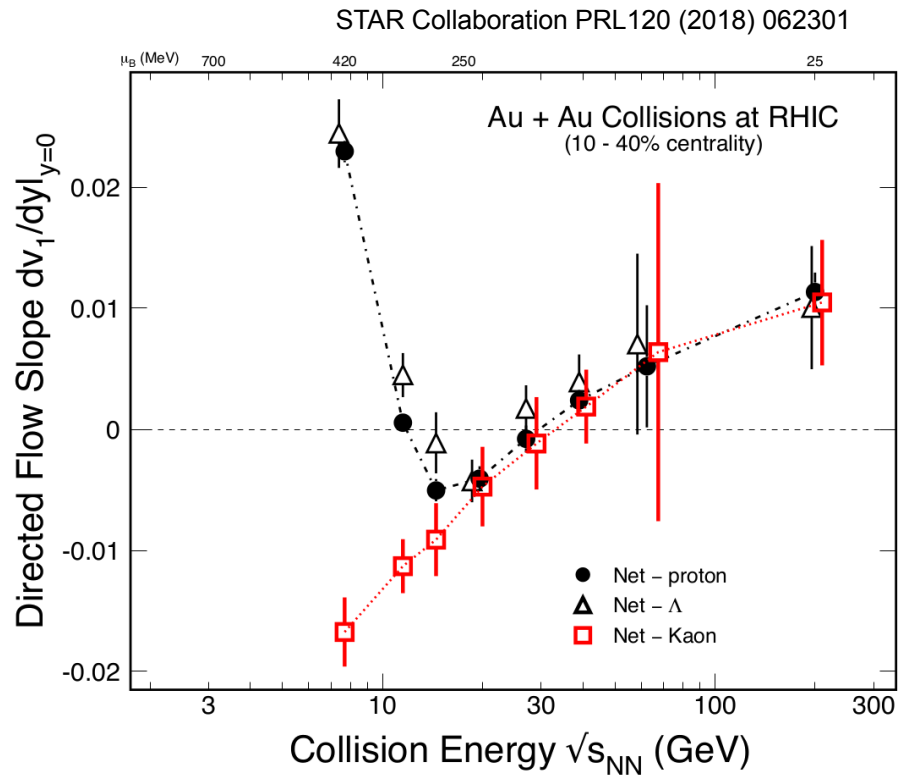 STAR Collaboration PRL120 (2018) 062301
μB (MeV) 700 420 250 25
Au + Au Collisions at RHIC
(10 - 40% centrality)
Directed Flow Slope dv1/dy|y=0
0.02
0.01
0
-0.01
-0.02
Net – proton
Net – Λ
Net – Kaon
3 10 30 100 300
Collision Energy √sNN (GeV)